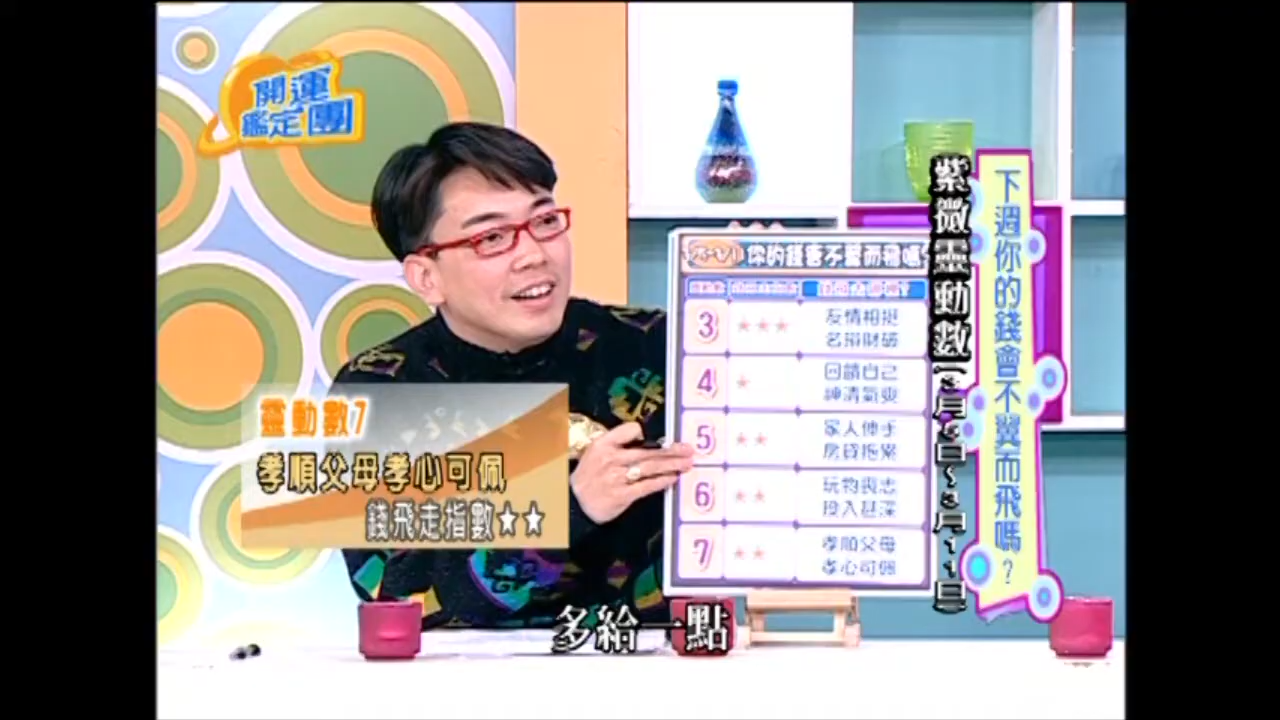 開運
鑑定團
你的錢會不翼而飛嗎
3
★★★
友情相挺
名損財破
4
★
回饋自己
神清氣爽
5
★★
家人伸手
房貸拖累
6
★★
玩物喪志
投入甚深
7
★★
孝順父母
孝心可佩
紫微靈動數
下週你的錢會不翼而飛嗎?
靈動數7
孝順父母孝心可佩
錢飛走指數★★
多給一點